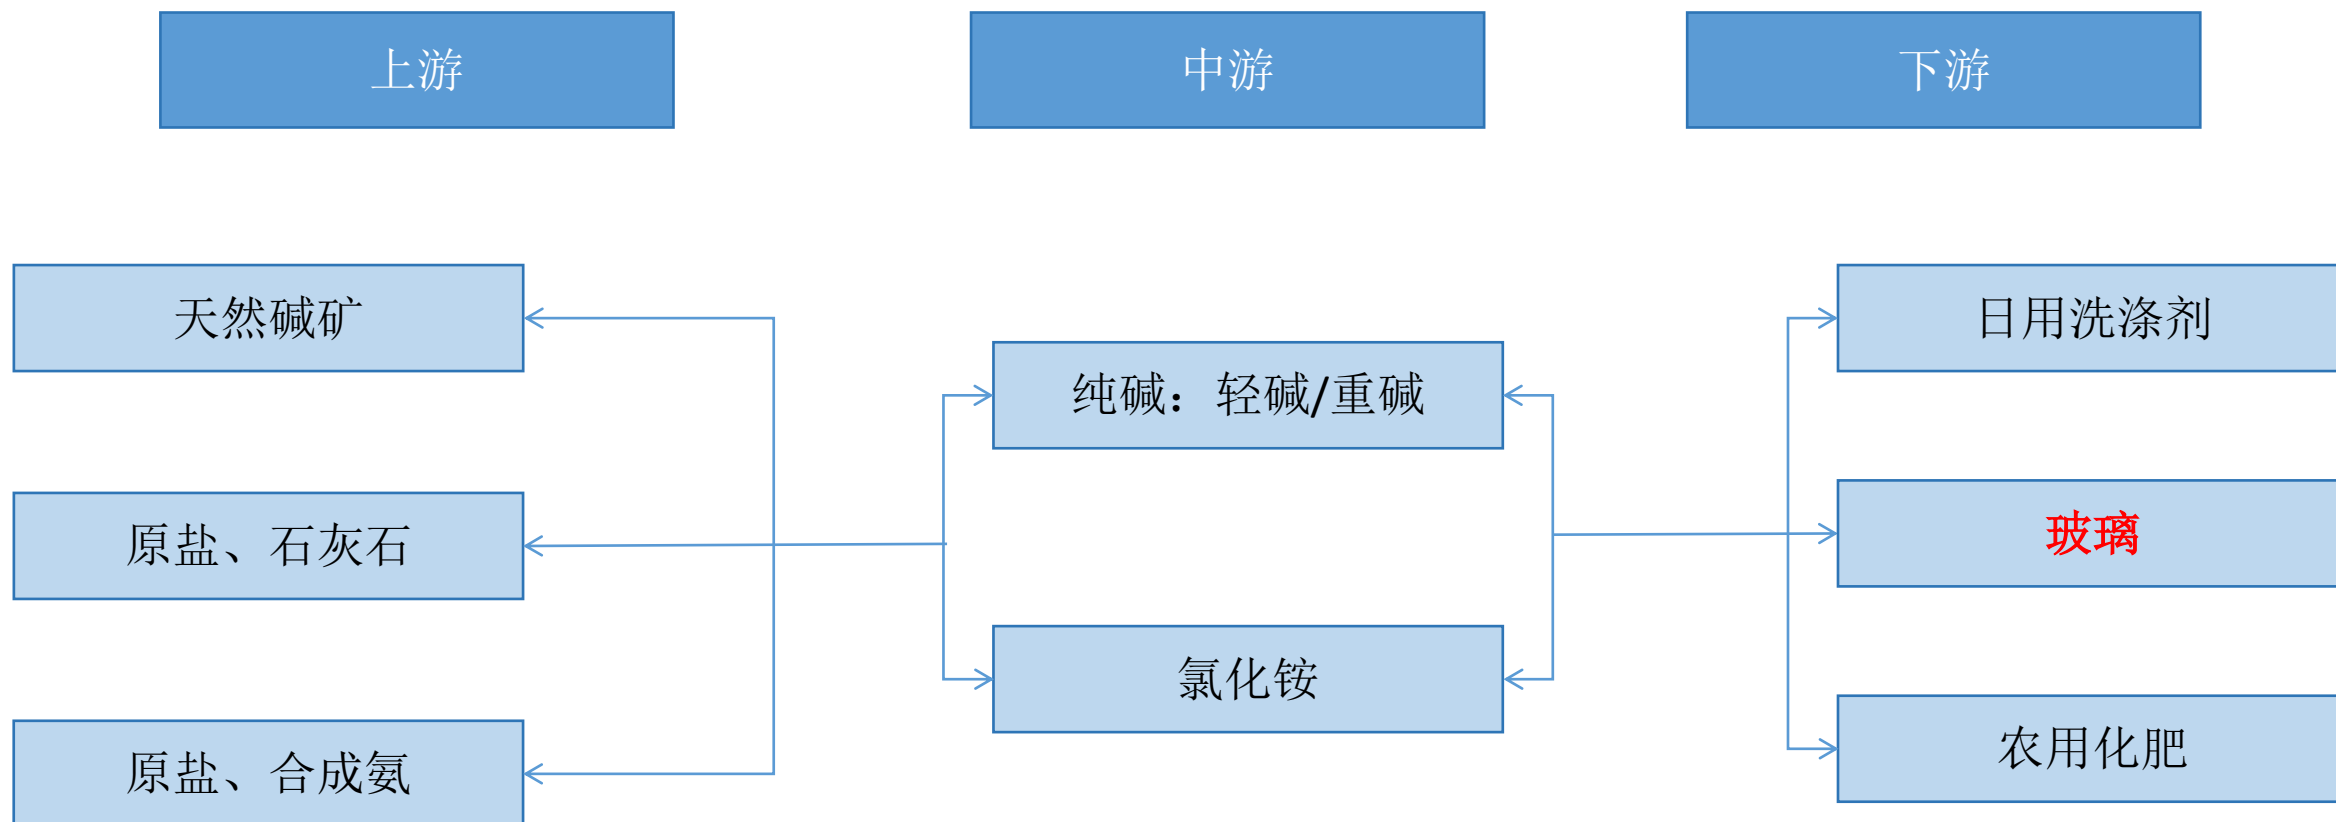 上游
中游
下游
天然碱矿
原盐、石灰石
原盐、合成氨
纯碱：轻碱/重碱
氯化铵
日用洗涤剂
玻璃
农用化肥